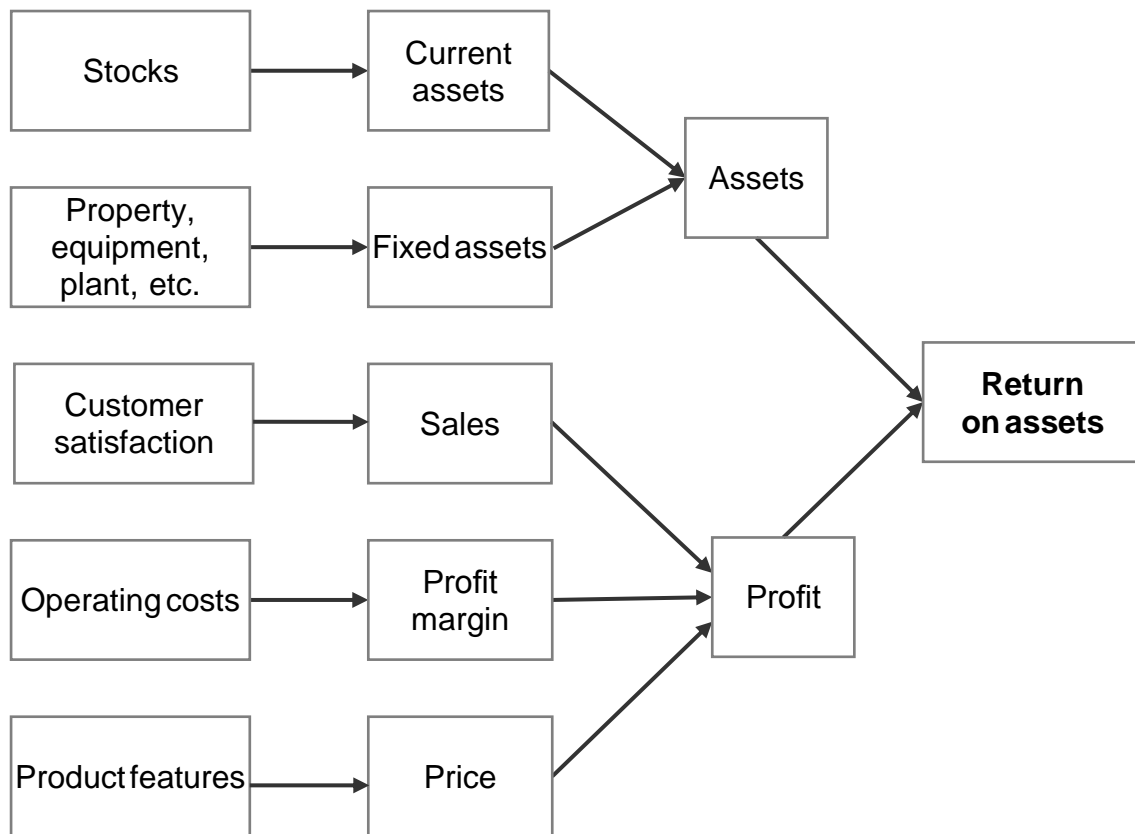 Stocks
Current
assets
Assets
Property,
equipment,
plant, etc.
Fixed assets
Return
on assets
Customer
satisfaction
Sales
Operating costs
Profit
margin
Profit
Product features
Price